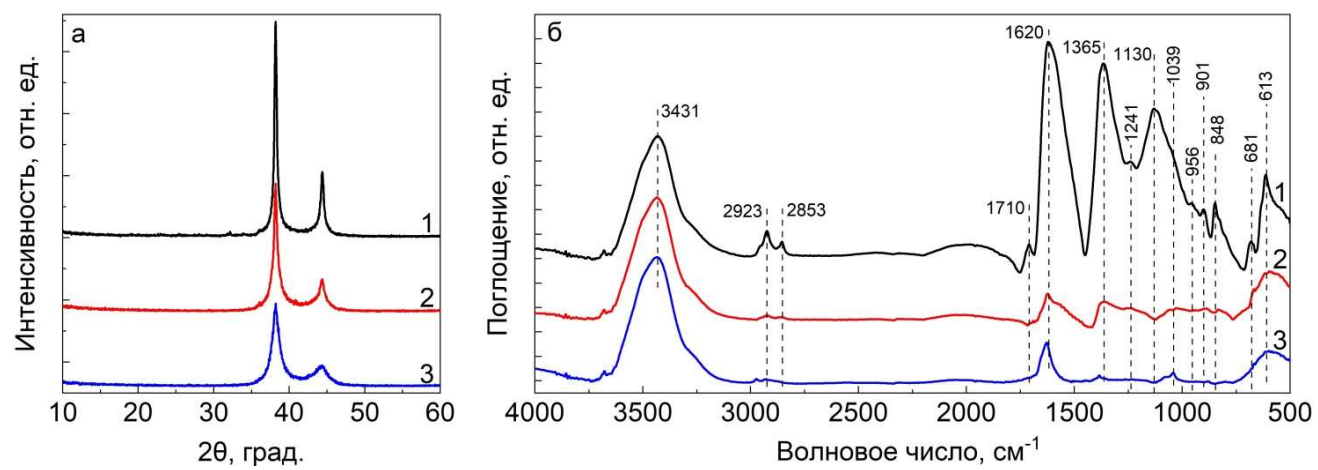 а
Интенсивность, отн. ед.
1
2
3
10 20 30 40 50 60
2θ, град.
б
Поглощение, отн. ед.
3431
2923
2853
1710
1620
1365
1241
1130
1039
956
901
848
681
613
1
2
3
4000 3500 3000 2500 2000 1500 1000 500
Волновое число, см⁻¹